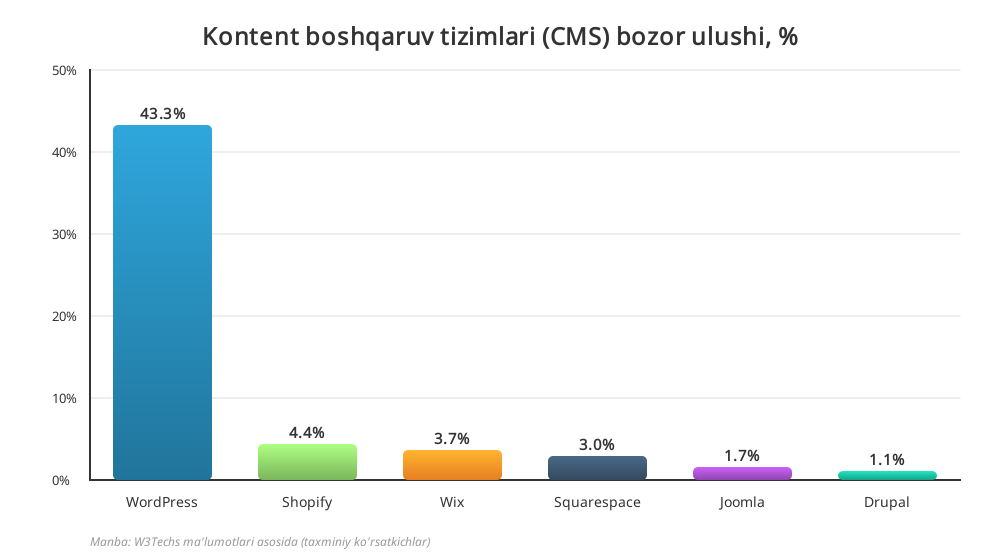 Kontent boshqaruv tizimlari (CMS) bozor ulushi, %
50%
40%
30%
20%
10%
0%
43.3%
4.4%
3.7%
3.0%
1.7%
1.1%
WordPress
Shopify
Wix
Squarespace
Joomla
Drupal
Manba: W3Techs ma'lumotlari asosida (taxminiy ko'rsatkichlar)